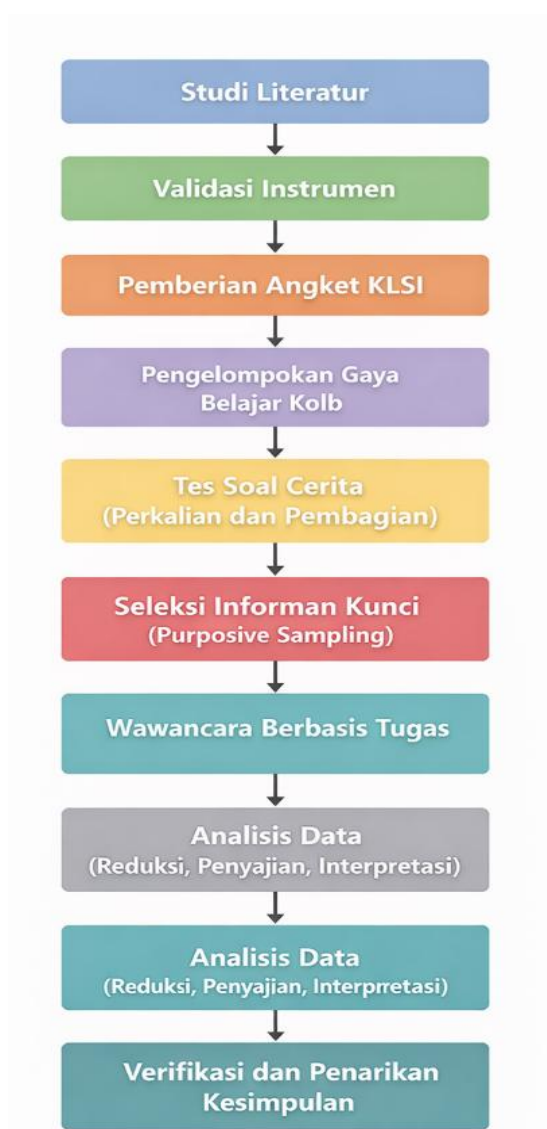 Studi Literatur
Validasi Instrumen
Pemberian Angket KLSI
Pengelompokan Gaya
Belajar Kolb
Tes Soal Cerita
(Perkalian dan Pembagian)
Seleksi Informan Kunci
(Purposive Sampling)
Wawancara Berbasis Tugas
Analisis Data
(Reduksi, Penyajian, Interpretasi)
Analisis Data
(Reduksi, Penyajian, Interprretasi)
Verifikasi dan Penarikan
Kesimpulan